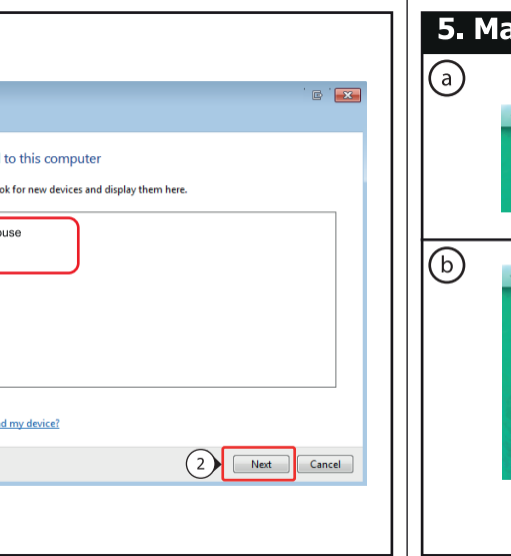 to this computer
ok for new devices and display them here.
ouse
d my device?
2
Next
Cancel
5. Ma
a
b